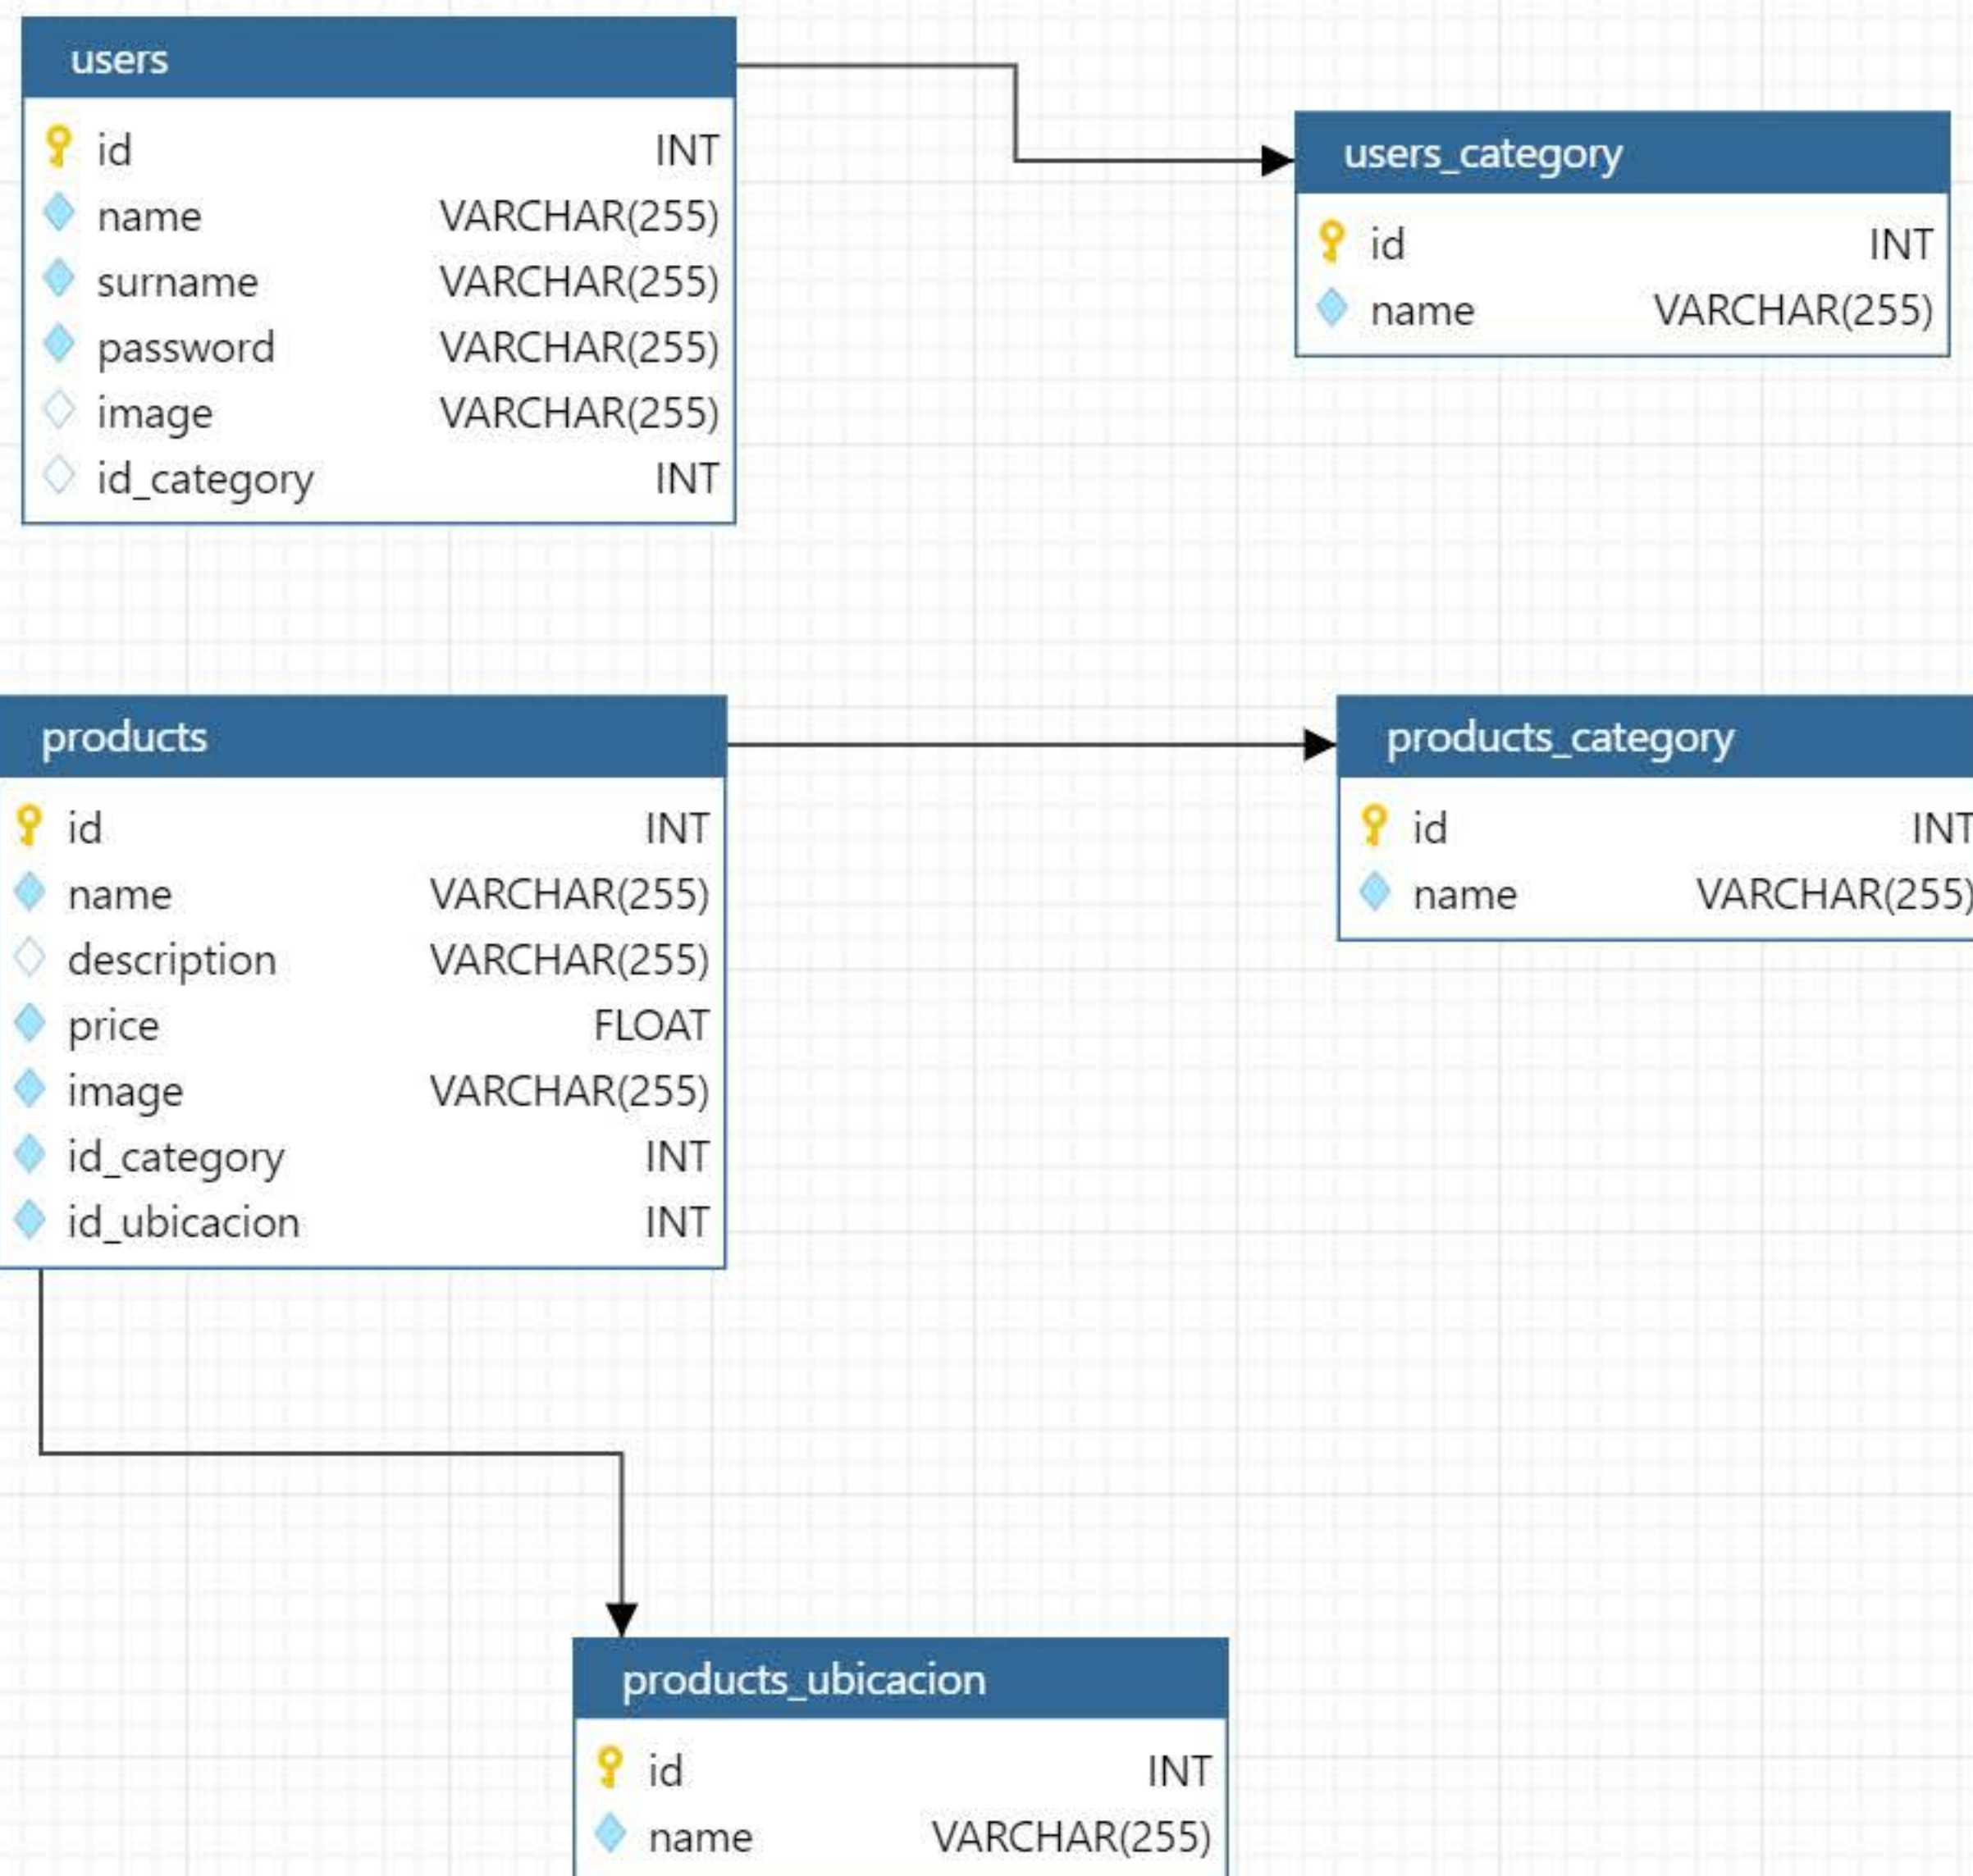 users
id INT
name VARCHAR(255)
surname VARCHAR(255)
password VARCHAR(255)
image VARCHAR(255)
id_category INT
users_category
id INT
name VARCHAR(255)
products
id INT
name VARCHAR(255)
description VARCHAR(255)
price FLOAT
image VARCHAR(255)
id_category INT
id_ubicacion INT
products_category
id INT
name VARCHAR(255)
products_ubicacion
id INT
name VARCHAR(255)